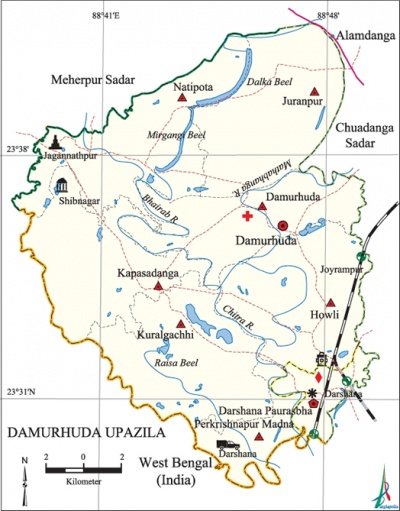 88°41'E
88°48'
Alamdanga
Meherpur Sadar
Dalka Beel
Natipota
Juranpur
Mirganga Beel
Chuadanga
Sadar
23°38'
Jagannathpur
Mathabhanga R.
Shibnagar
Damurhuda
Bhairab R.
Damurhuda
Joyrampur
Kapasadanga
Chitra R.
Howli
Kuralgachhi
Raisa Beel
23°31'N
Darshana
Darshana Paurasbha
Perkrishnapur Madna
DAMURHUDA UPAZILA
Darshana
2 0 2
Kilometer
West Bengal
(India)
N